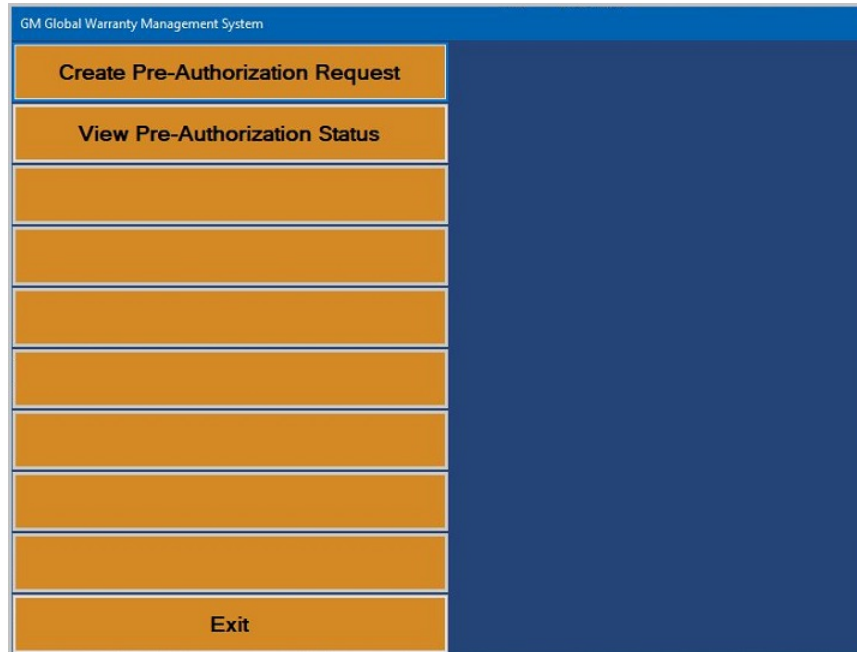 GM Global Warranty Management System
Create Pre-Authorization Request
View Pre-Authorization Status
Exit